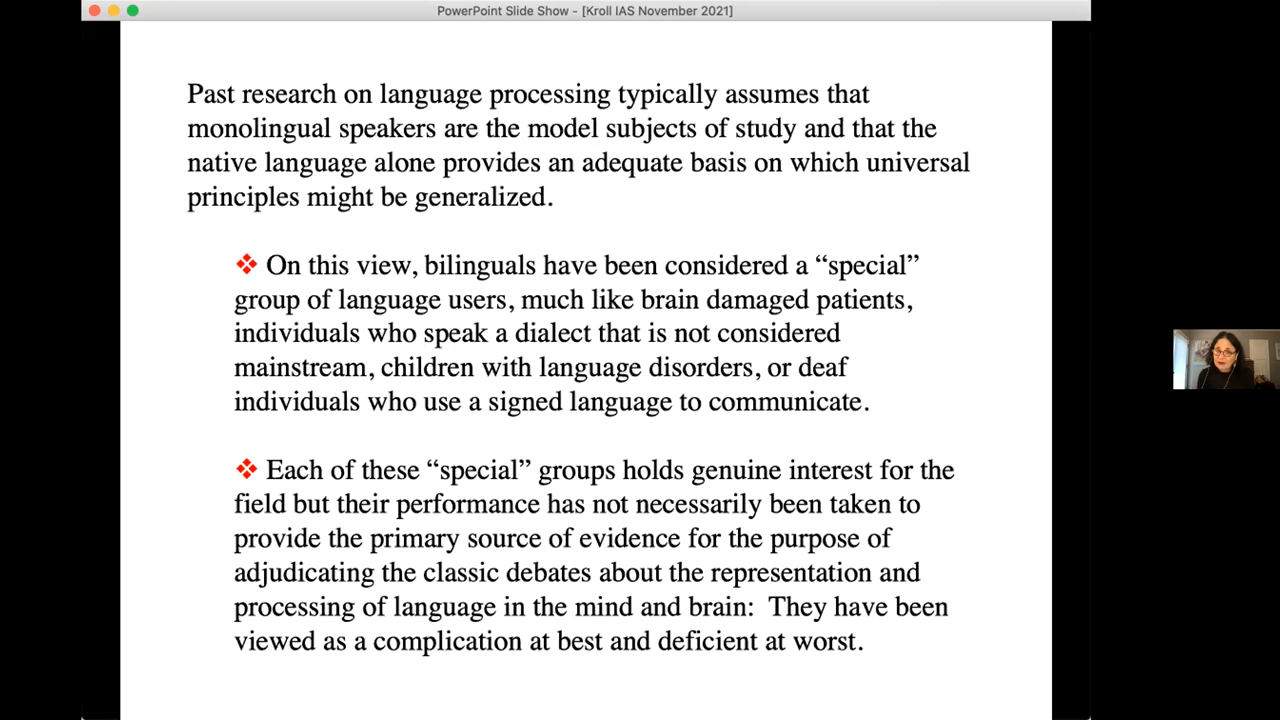 PowerPoint Slide Show - [Kroll IAS November 2021]
Past research on language processing typically assumes that
monolingual speakers are the model subjects of study and that the
native language alone provides an adequate basis on which universal
principles might be generalized.
❖ On this view, bilinguals have been considered a “special”
group of language users, much like brain damaged patients,
individuals who speak a dialect that is not considered
mainstream, children with language disorders, or deaf
individuals who use a signed language to communicate.
❖ Each of these “special” groups holds genuine interest for the
field but their performance has not necessarily been taken to
provide the primary source of evidence for the purpose of
adjudicating the classic debates about the representation and
processing of language in the mind and brain:  They have been
viewed as a complication at best and deficient at worst.